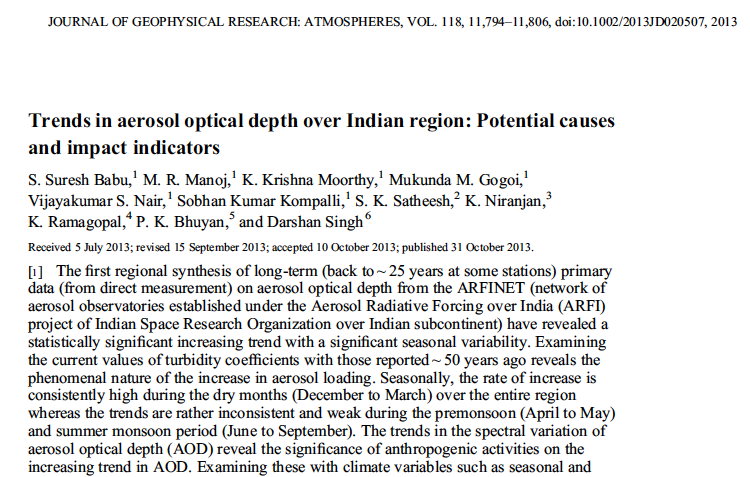 JOURNAL OF GEOPHYSICAL RESEARCH: ATMOSPHERES, VOL. 118, 11,794–11,806, doi:10.1002/2013JD020507, 2013
Trends in aerosol optical depth over Indian region: Potential causes
and impact indicators
S. Suresh Babu,1 M. R. Manoj,1 K. Krishna Moorthy,1 Mukunda M. Gogoi,1
Vijayakumar S. Nair,1 Sobhan Kumar Kompalli,1 S. K. Satheesh,2 K. Niranjan,3
K. Ramagopal,4 P. K. Bhuyan,5 and Darshan Singh6
Received 5 July 2013; revised 15 September 2013; accepted 10 October 2013; published 31 October 2013.
[1] The first regional synthesis of long-term (back to ~ 25 years at some stations) primary
data (from direct measurement) on aerosol optical depth from the ARFINET (network of
aerosol observatories established under the Aerosol Radiative Forcing over India (ARFI)
project of Indian Space Research Organization over Indian subcontinent) have revealed a
statistically significant increasing trend with a significant seasonal variability. Examining
the current values of turbidity coefficients with those reported ~ 50 years ago reveals the
phenomenal nature of the increase in aerosol loading. Seasonally, the rate of increase is
consistently high during the dry months (December to March) over the entire region
whereas the trends are rather inconsistent and weak during the premonsoon (April to May)
and summer monsoon period (June to September). The trends in the spectral variation of
aerosol optical depth (AOD) reveal the significance of anthropogenic activities on the
increasing trend in AOD. Examining these with climate variables such as seasonal and